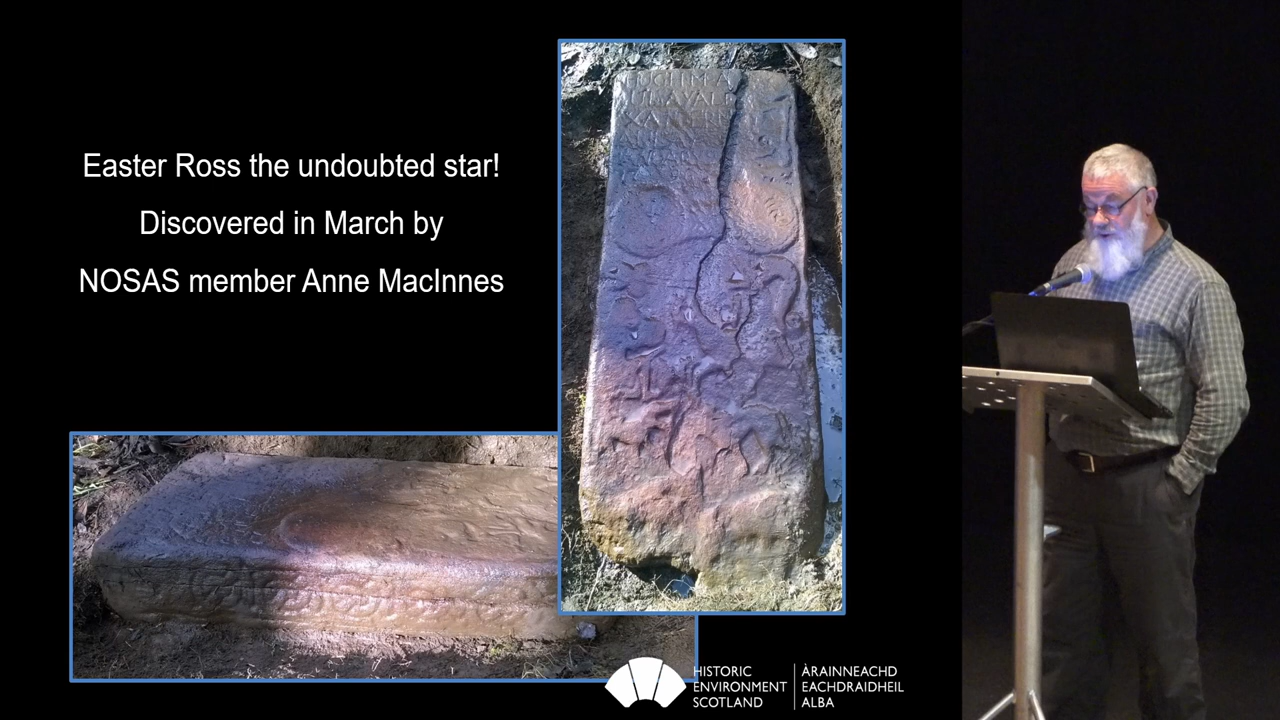 Easter Ross the undoubted star!
Discovered in March by
NOSAS member Anne MacInnes
HISTORIC
ENVIRONMENT
SCOTLAND
ÀRAINNEACHD
EACHDRAIDHEIL
ALBA